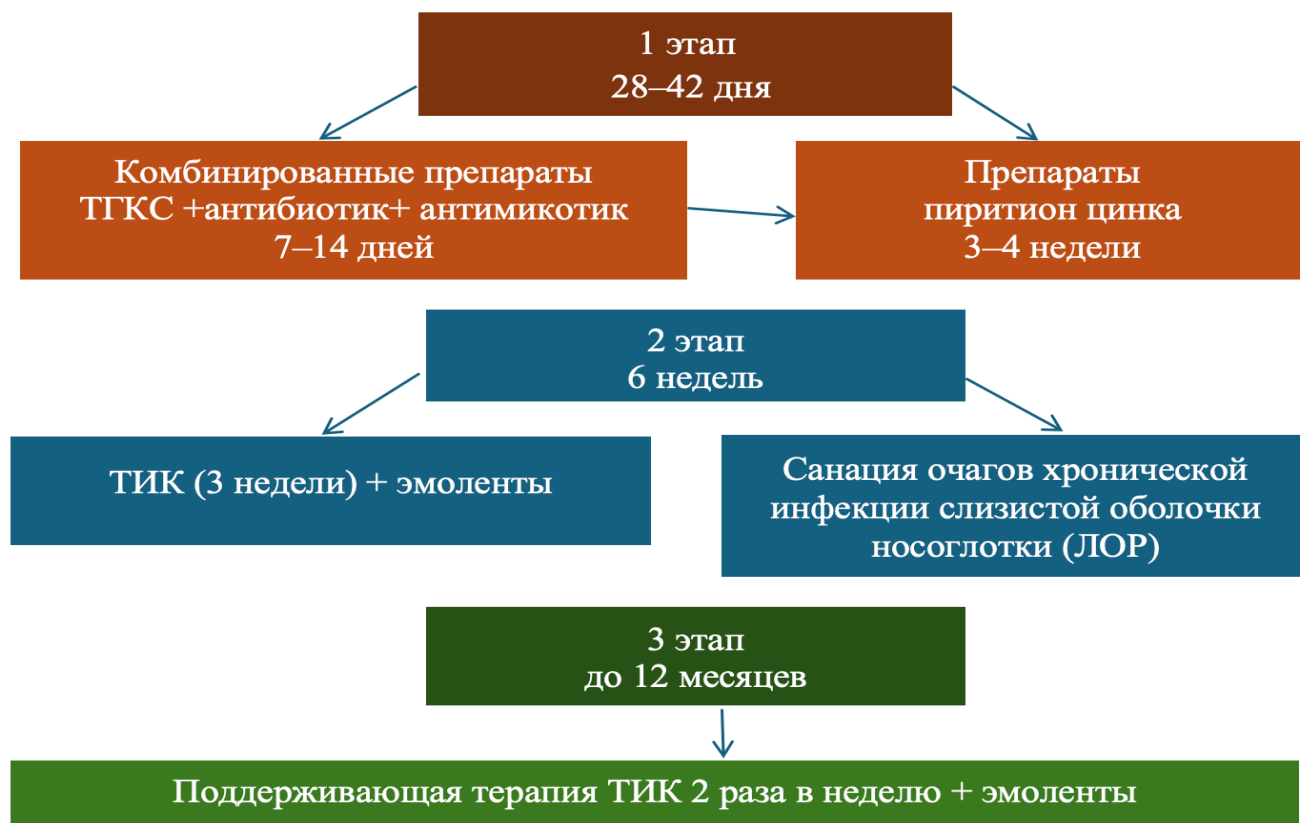 1 этап
28–42 дня
Комбинированные препараты
ТГКС +антибиотик+ антимикотик
7–14 дней
Препараты
пиритион цинка
3–4 недели
2 этап
6 недель
ТИК (3 недели) + эмоленты
Санация очагов хронической
инфекции слизистой оболочки
носоглотки (ЛОР)
3 этап
до 12 месяцев
Поддерживающая терапия ТИК 2 раза в неделю + эмоленты